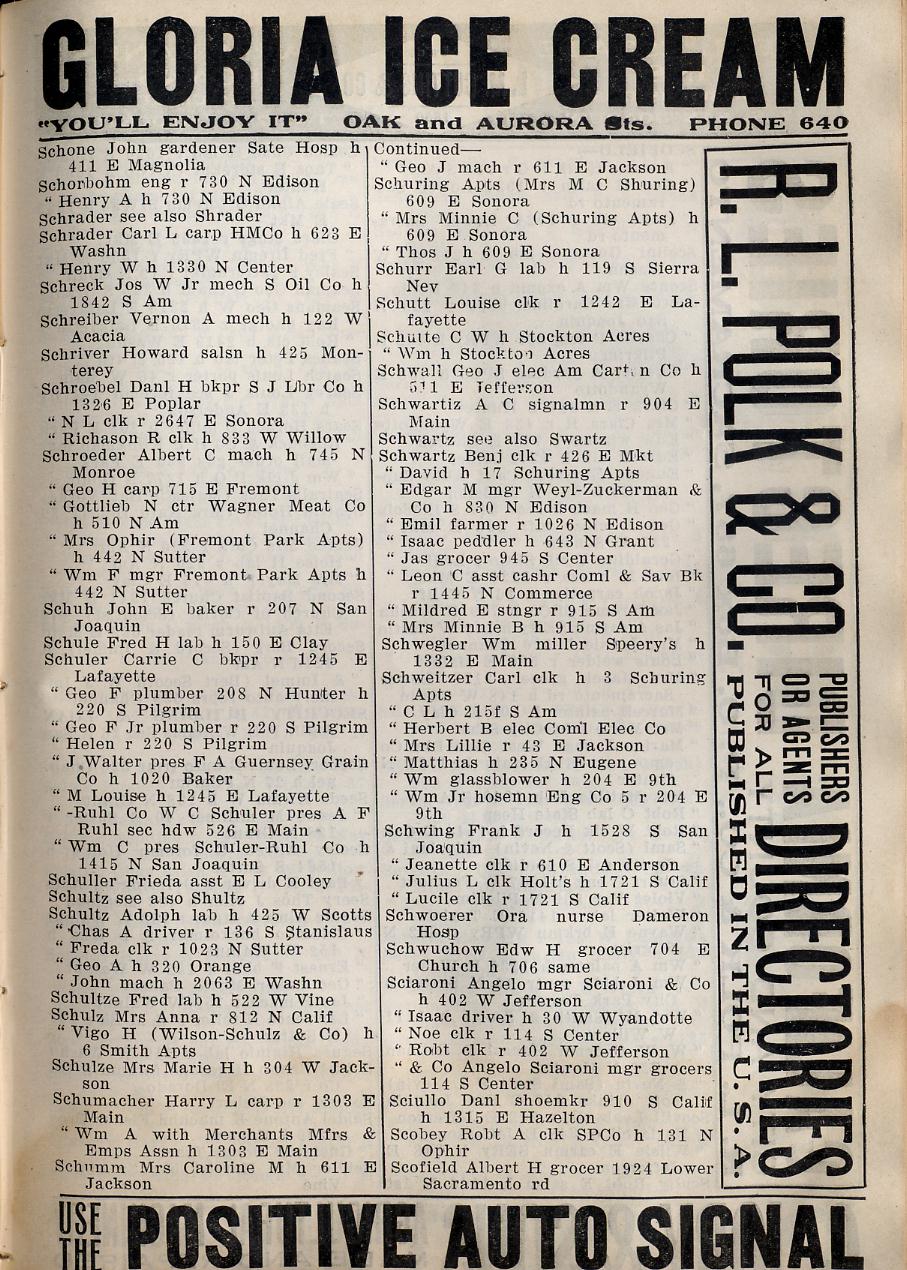 GLORIA ICE CREAM
"YOU'LL ENJOY IT" OAK and AURORA Sts. PHONE 640
Schone John gardener Sate Hosp h
411 E Magnolia
Schorbohm eng r 730 N Edison
" Henry A h 730 N Edison
Schrader see also Shrader
Schrader Carl L carp HMCo h 623 E
Washn
" Henry W h 1330 N Center
Schreck Jos W Jr mech S Oil Co h
1842 S Am
Schreiber Vernon A mech h 122 W
Acacia
Schriver Howard salsn h 425 Mon-
terey
Schroebel Danl H bkpr S J Lbr Co h
1326 E Poplar
" N L clk r 2647 E Sonora
" Richason R clk h 833 W Willow
Schroeder Albert C mach h 745 N
Monroe
" Geo H carp 715 E Fremont
" Gottlieb N ctr Wagner Meat Co
h 510 N Am
" Mrs Ophir (Fremont Park Apts)
h 442 N Sutter
" Wm F mgr Fremont Park Apts h
442 N Sutter
Schuh John E baker r 207 N San
Joaquin
Schule Fred H lab h 150 E Clay
Schuler Carrie C bkpr r 1245 E
Lafayette
" Geo F plumber 208 N Hunter h
220 S Pilgrim
" Geo F Jr plumber r 220 S Pilgrim
" Helen r 220 S Pilgrim
" J Walter pres F A Guernsey Grain
Co h 1020 Baker
" M Louise h 1245 E Lafayette
" -Ruhl Co W C Schuler pres A F
Ruhl sec hdw 526 E Main
" Wm C pres Schuler-Ruhl Co h
1415 N San Joaquin
Schuller Frieda asst E L Cooley
Schultz see also Shultz
Schultz Adolph lab h 425 W Scotts
" Chas A driver r 136 S Stanislaus
" Freda clk r 1023 N Sutter
" Geo A h 320 Orange
" John mach h 2063 E Washn
Schultze Fred lab h 522 W Vine
Schulz Mrs Anna r 812 N Calif
" Vigo H (Wilson-Schulz & Co) h
6 Smith Apts
Schulze Mrs Marie H h 304 W Jack-
son
Schumacher Harry L carp r 1303 E
Main
" Wm A with Merchants Mfrs &
Emps Assn h 1303 E Main
Schumm Mrs Caroline M h 611 E
Jackson
Continued—
" Geo J mach r 611 E Jackson
Schuring Apts (Mrs M C Shuring)
609 E Sonora
" Mrs Minnie C (Schuring Apts) h
609 E Sonora
" Thos J h 609 E Sonora
Schurr Earl G lab h 119 S Sierra
Nev
Schutt Louise clk r 1242 E La-
fayette
Schutte C W h Stockton Acres
" Wm h Stockton Acres
Schwall Geo J elec Am Co h
E Jefferson
Schwartiz A C signalmn r 904 E
Main
Schwartz see also Swartz
Schwartz Benj clk r 426 E Mkt
" David h 17 Schuring Apts
" Edgar M mgr Weyl-Zuckerman &
Co h 830 N Edison
" Emil farmer r 1026 N Edison
" Isaac peddler h 643 N Grant
" Jas grocer 945 S Center
" Leon C asst cashr Coml & Sav Bk
r 1445 N Commerce
" Mildred E stngr r 915 S Am
" Mrs Minnie B h 915 S Am
Schwegler Wm miller Speery's h
1332 E Main
Schweitzer Carl clk h 3 Schuring
Apts
" C L h 215f S Am
" Herbert B elec Coml Elec Co
" Mrs Lillie r 43 E Jackson
" Matthias h 235 N Eugene
" Wm glassblower h 204 E 9th
" Wm Jr hosemn Eng Co 5 r 204 E
9th
Schwing Frank J h 1528 S San
Joaquin
" Jeanette clk r 610 E Anderson
" Julius L clk Holt's h 1721 S Calif
" Lucile clk r 1721 S Calif
Schwoerer Ora nurse Dameron
Hosp
Schwuchow Edw H grocer 704 E
Church h 706 same
Sciaroni Angelo mgr Sciaroni & Co
h 402 W Jefferson
" Isaac driver h 30 W Wyandotte
" Noe clk r 114 S Center
" Robt clk r 402 W Jefferson
" & Co Angelo Sciaroni mgr grocers
114 S Center
Sciullo Danl shoemkr 910 S Calif
h 1315 E Hazelton
Scobey Robt A clk SPCo h 131 N
Ophir
Scofield Albert H grocer 1924 Lower
Sacramento rd
R. L. POLK & CO.
PUBLISHERS
OR AGENTS
FOR ALL
DIRECTORIES
PUBLISHED IN THE U. S. A.
USE
THE
POSITIVE AUTO SIGNAL